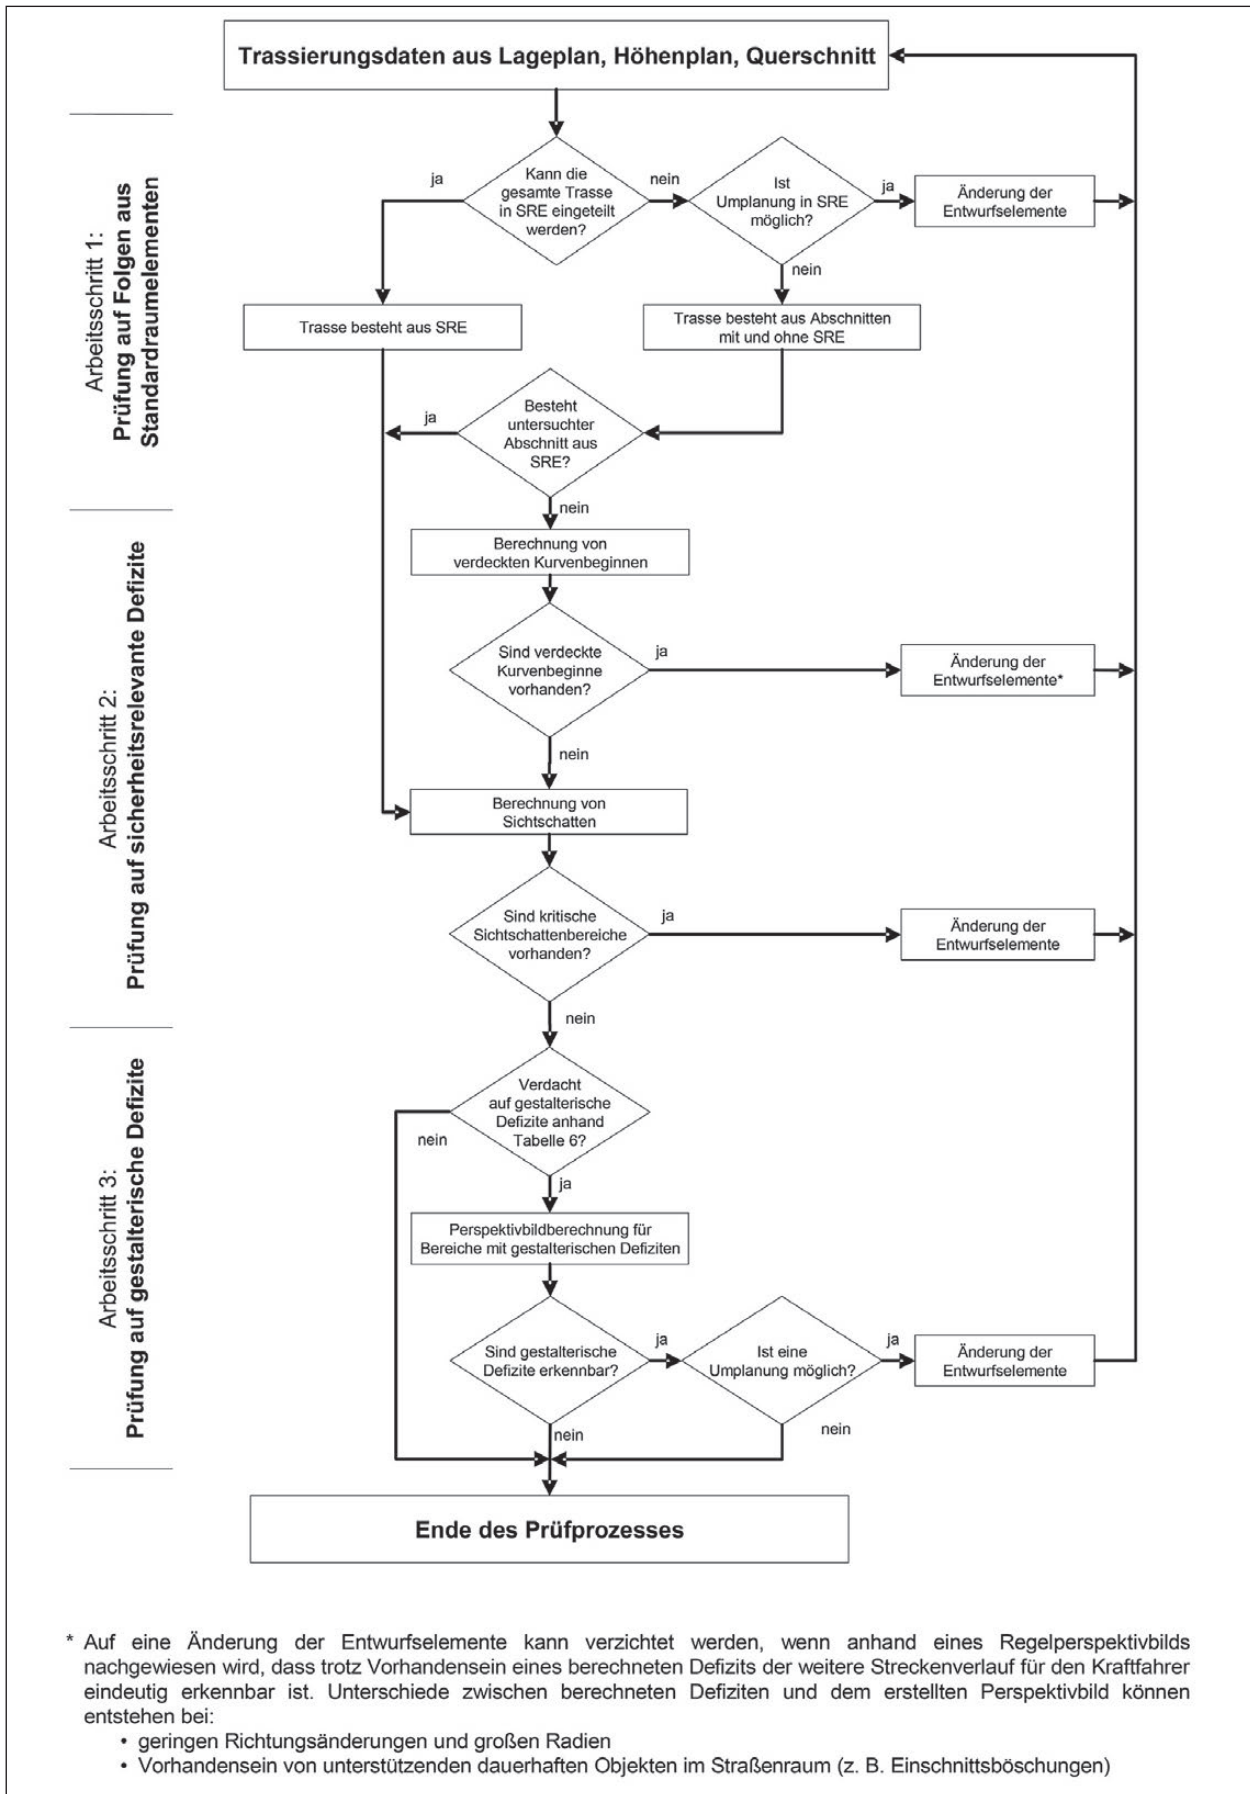 Trassierungsdaten aus Lageplan, Höhenplan, Querschnitt
Arbeitsschritt 1:
Prüfung auf Folgen aus
Standardraumelementen
ja
Kann die
gesamte Trasse
in SRE eingeteilt
werden?
nein
Ist
Umplanung in SRE
möglich?
ja
Änderung der
Entwurfselemente
nein
Trasse besteht aus SRE
Trasse besteht aus Abschnitten
mit und ohne SRE
ja
Besteht
untersuchter
Abschnitt aus
SRE?
nein
Arbeitsschritt 2:
Prüfung auf sicherheitsrelevante Defizite
Berechnung von
verdeckten Kurvenbeginnen
Sind verdeckte
Kurvenbeginne
vorhanden?
ja
Änderung der
Entwurfselemente*
nein
Berechnung von
Sichtschatten
Sind kritische
Sichtschattenbereiche
vorhanden?
ja
Änderung der
Entwurfselemente
nein
Arbeitsschritt 3:
Prüfung auf gestalterische Defizite
Verdacht
auf gestalterische
Defizite anhand
Tabelle 6?
nein
ja
Perspektivbildberechnung für
Bereiche mit gestalterischen Defiziten
Sind gestalterische
Defizite erkennbar?
ja
Ist eine
Umplanung möglich?
ja
Änderung der
Entwurfselemente
nein
nein
Ende des Prüfprozesses
* Auf eine Änderung der Entwurfselemente kann verzichtet werden, wenn anhand eines Regelperspektivbilds
nachgewiesen wird, dass trotz Vorhandensein eines berechneten Defizits der weitere Streckenverlauf für den Kraftfahrer
eindeutig erkennbar ist. Unterschiede zwischen berechneten Defiziten und dem erstellten Perspektivbild können
entstehen bei:
• geringen Richtungsänderungen und großen Radien
• Vorhandensein von unterstützenden dauerhaften Objekten im Straßenraum (z. B. Einschnittsböschungen)